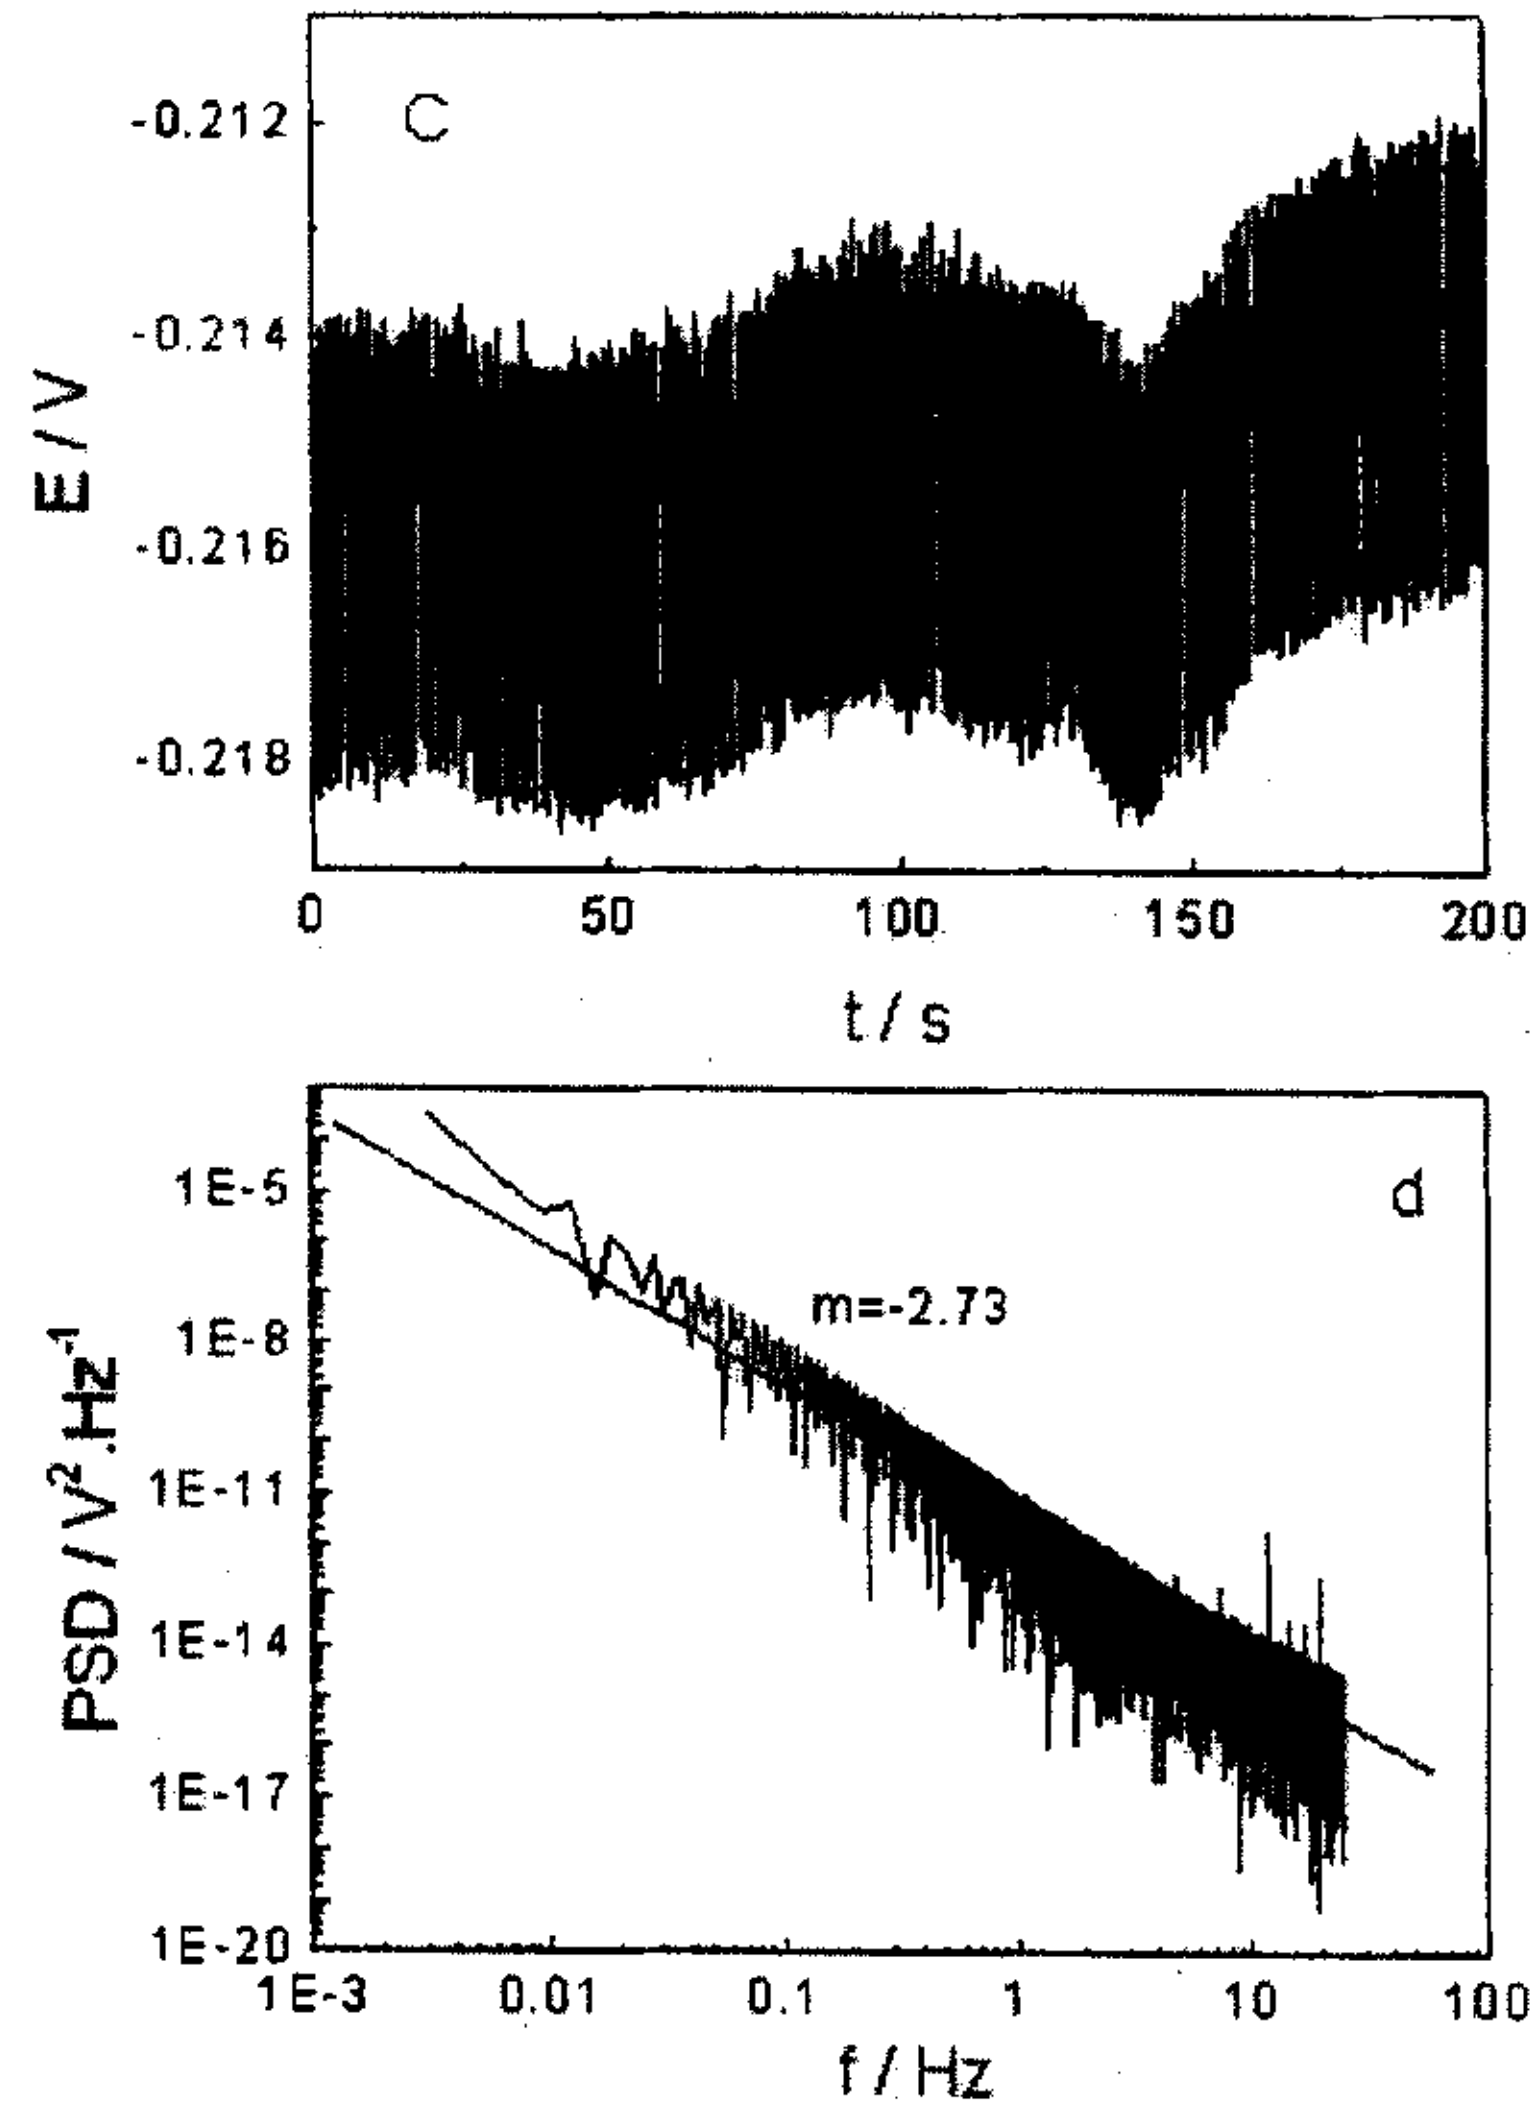 C
-0.212
-0.214
-0.216
-0.218
E / V
0 50 100 150 200
t / s
d
m=-2.73
1E-5
1E-8
1E-11
1E-14
1E-17
1E-20
PSD / V².Hz⁻¹
1E-3 0.01 0.1 1 10 100
f / Hz